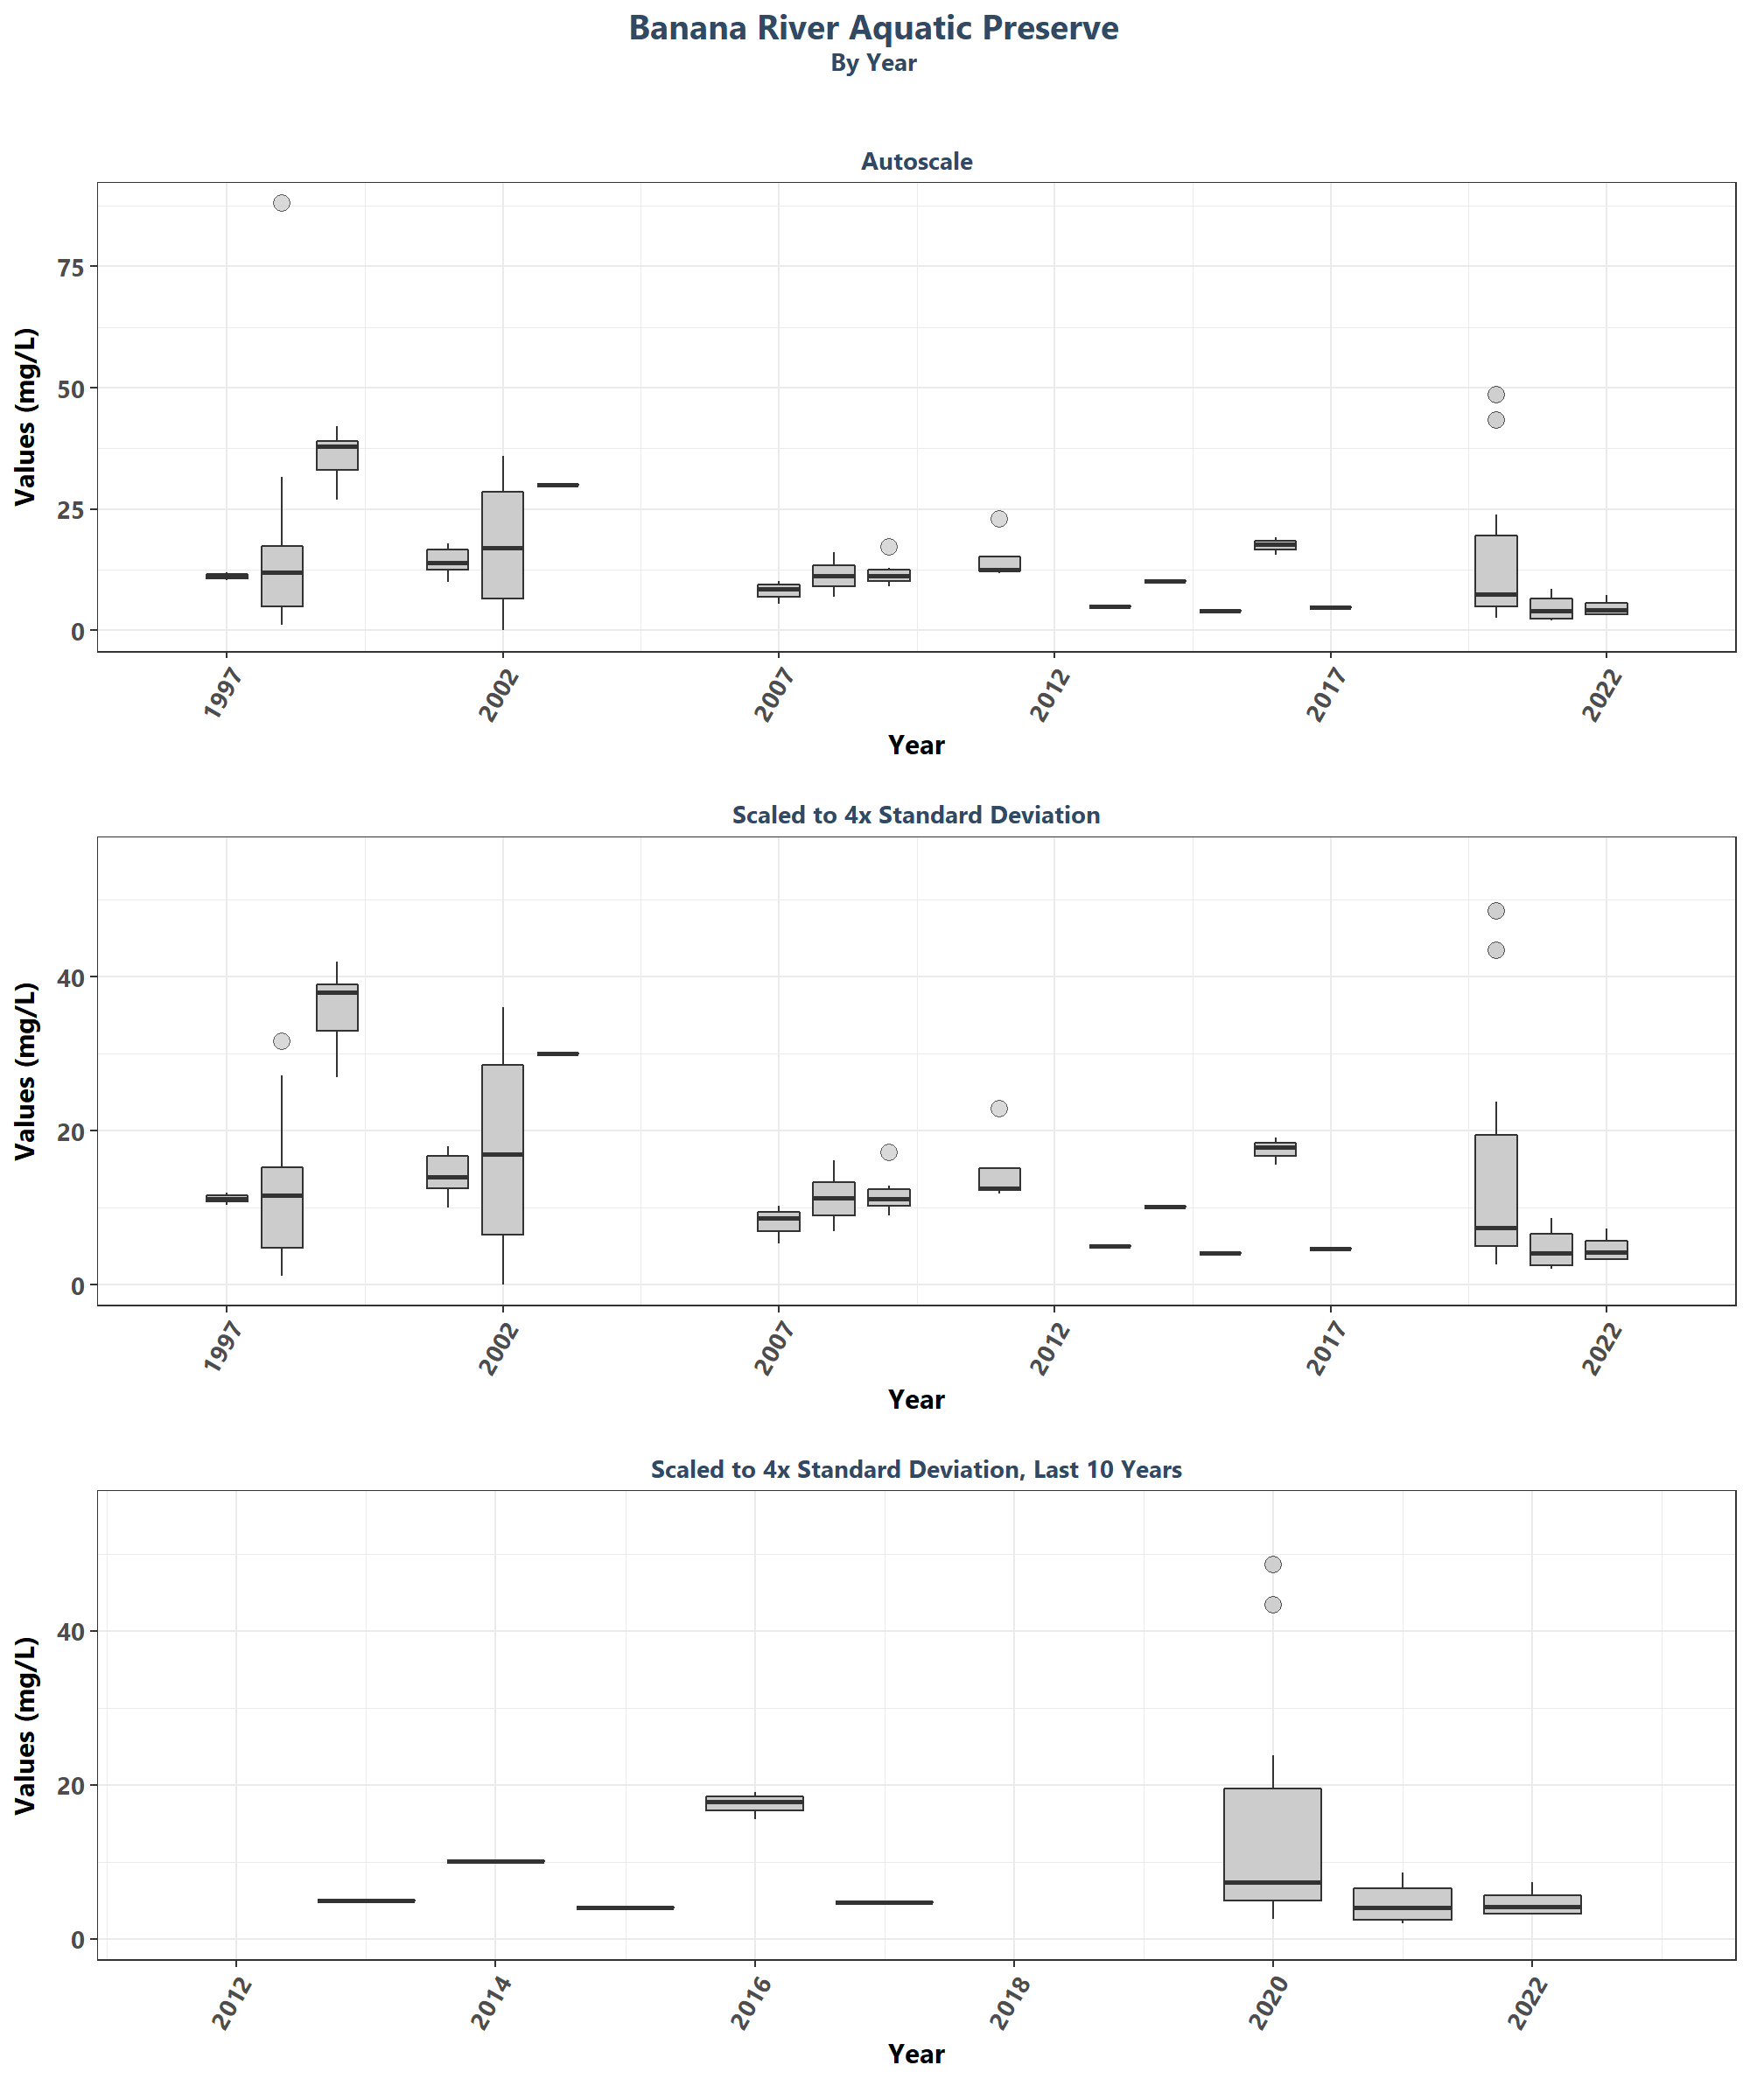 Banana River Aquatic Preserve
By Year
Autoscale
Values (mg/L)
75
50
25
0
1997 2002 2007 2012 2017 2022
Year
Scaled to 4x Standard Deviation
Values (mg/L)
40
20
0
1997 2002 2007 2012 2017 2022
Year
Scaled to 4x Standard Deviation, Last 10 Years
Values (mg/L)
40
20
0
2012 2014 2016 2018 2020 2022
Year